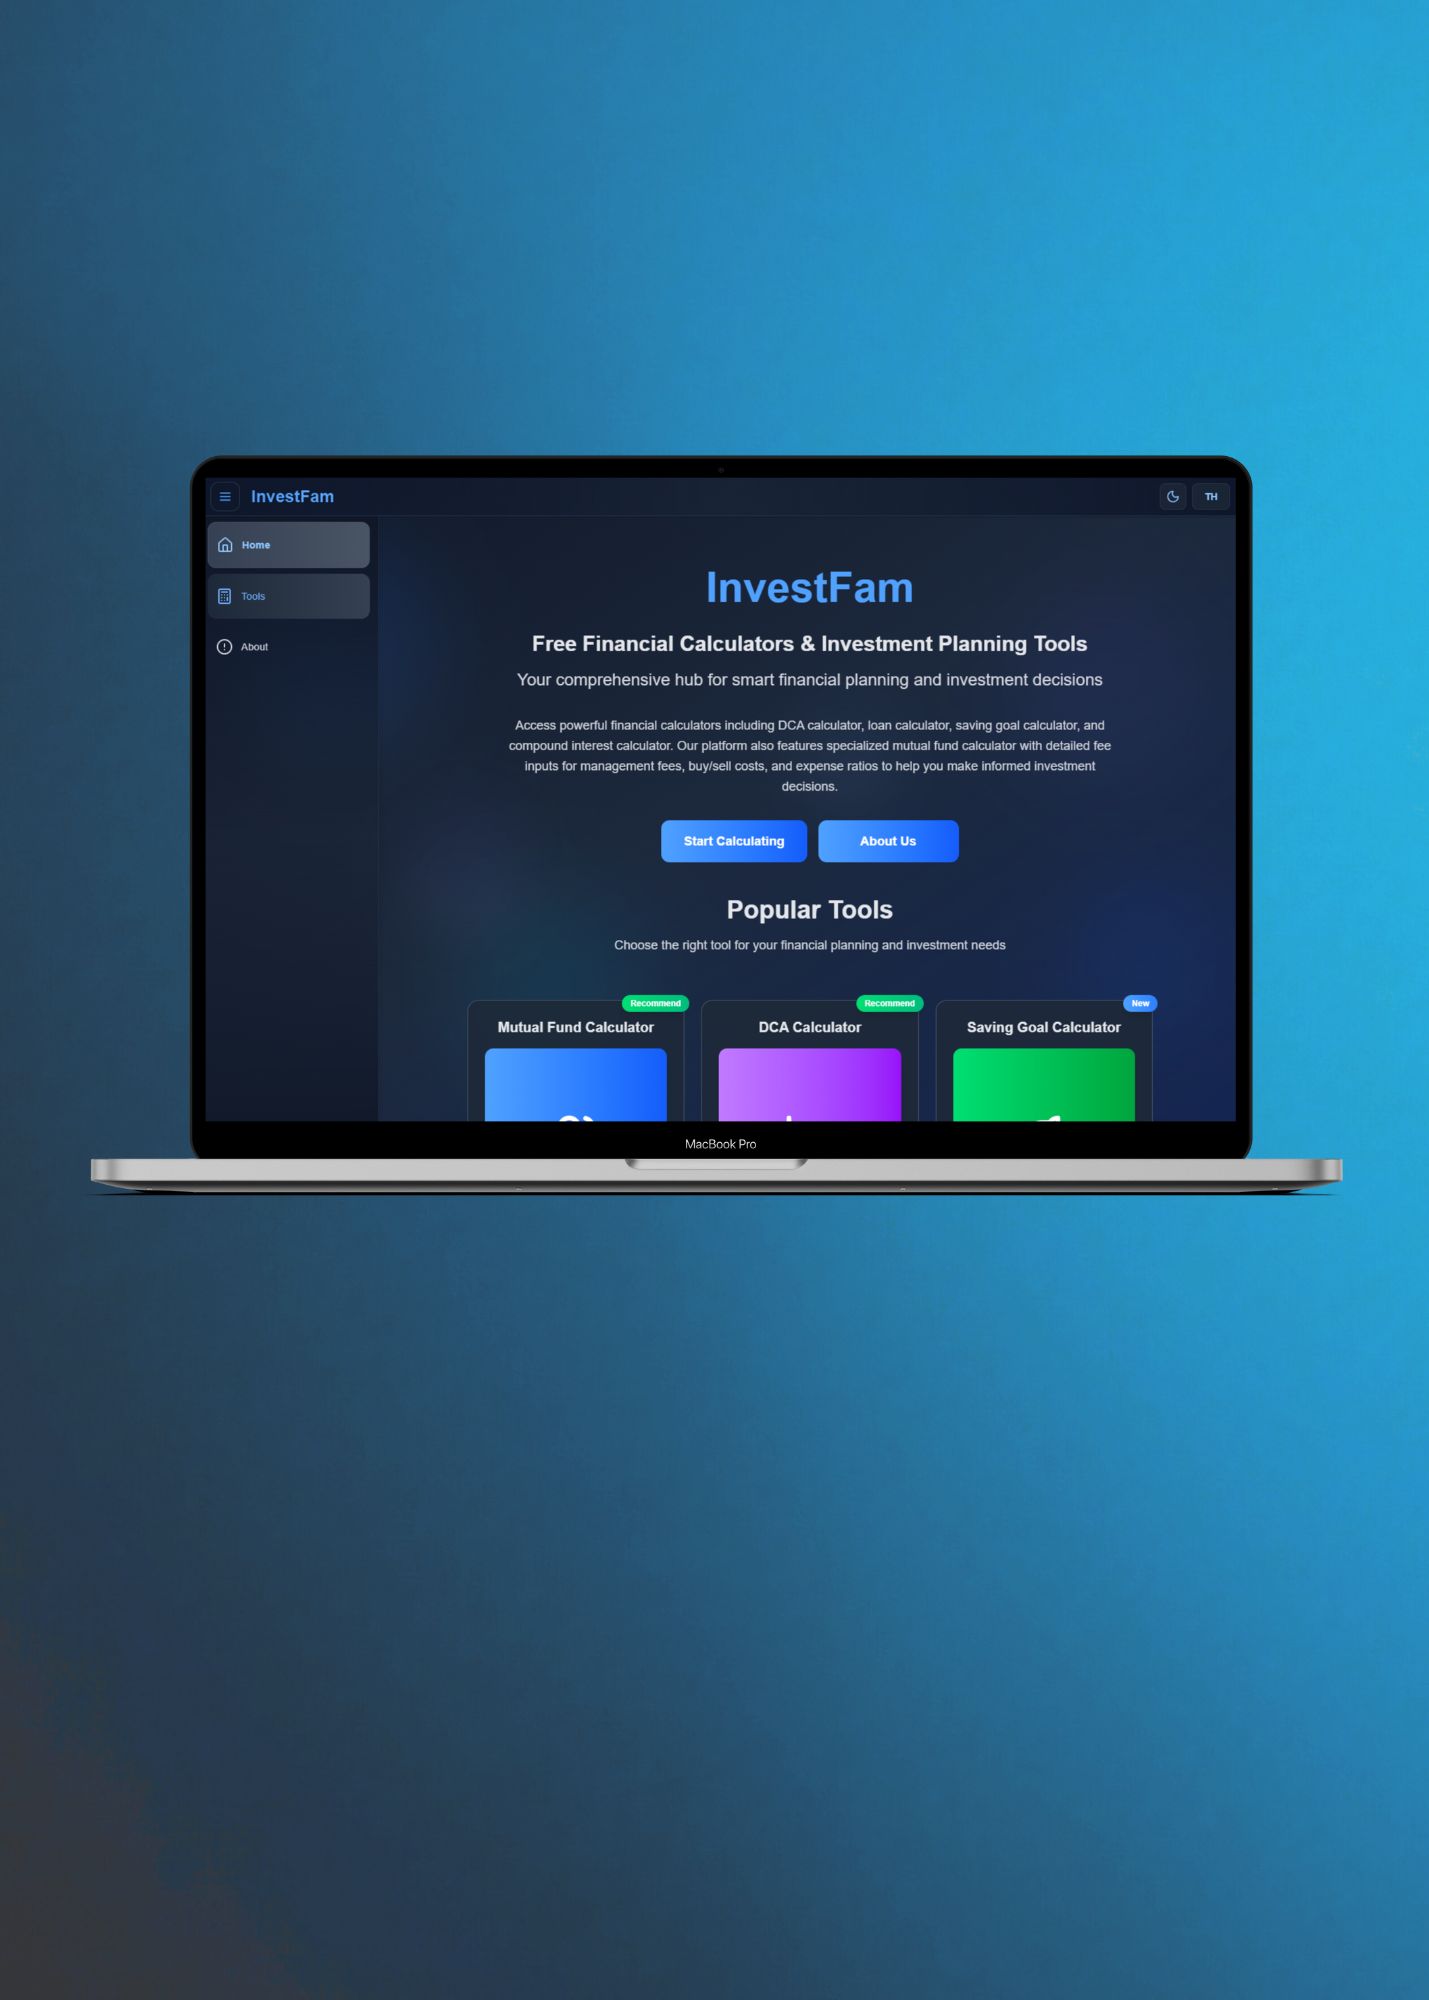 InvestFam
TH
Home
Tools
About
InvestFam
Free Financial Calculators & Investment Planning Tools
Your comprehensive hub for smart financial planning and investment decisions
Access powerful financial calculators including DCA calculator, loan calculator, saving goal calculator, and
compound interest calculator. Our platform also features specialized mutual fund calculator with detailed fee
inputs for management fees, buy/sell costs, and expense ratios to help you make informed investment
decisions.
Start Calculating
About Us
Popular Tools
Choose the right tool for your financial planning and investment needs
Recommend
Mutual Fund Calculator
Recommend
DCA Calculator
New
Saving Goal Calculator
MacBook Pro